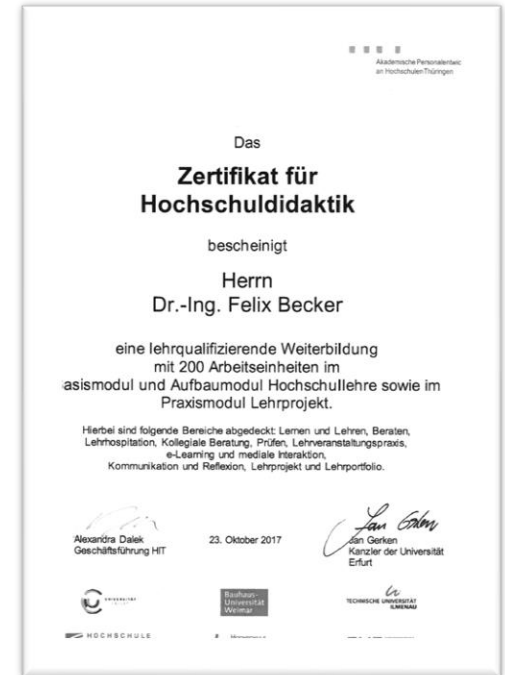 Akademische Personalentwic
an Hochschulen Thüringen
Das
Zertifikat für
Hochschuldidaktik
bescheinigt
Herrn
Dr.-Ing. Felix Becker
eine lehrqualifizierende Weiterbildung
mit 200 Arbeitseinheiten im
asismodul und Aufbaumodul Hochschullehre sowie im
Praxismodul Lehrprojekt.
Hierbei sind folgende Bereiche abgedeckt: Lernen und Lehren, Beraten,
Lehrhospitation, Kollegiale Beratung, Prüfen, Lehrveranstaltungspraxis,
e-Learning und mediale Interaktion,
Kommunikation und Reflexion, Lehrprojekt und Lehrportfolio.
Jan Gerken
Alexandra Dalek
Geschäftsführung HIT
23. Oktober 2017
Jan Gerken
Kanzler der Universität
Erfurt
UNIVERSITÄT
Bauhaus-
Universität
Weimar
TECHNISCHE UNIVERSITÄT
ILMENAU
HOCHSCHULE